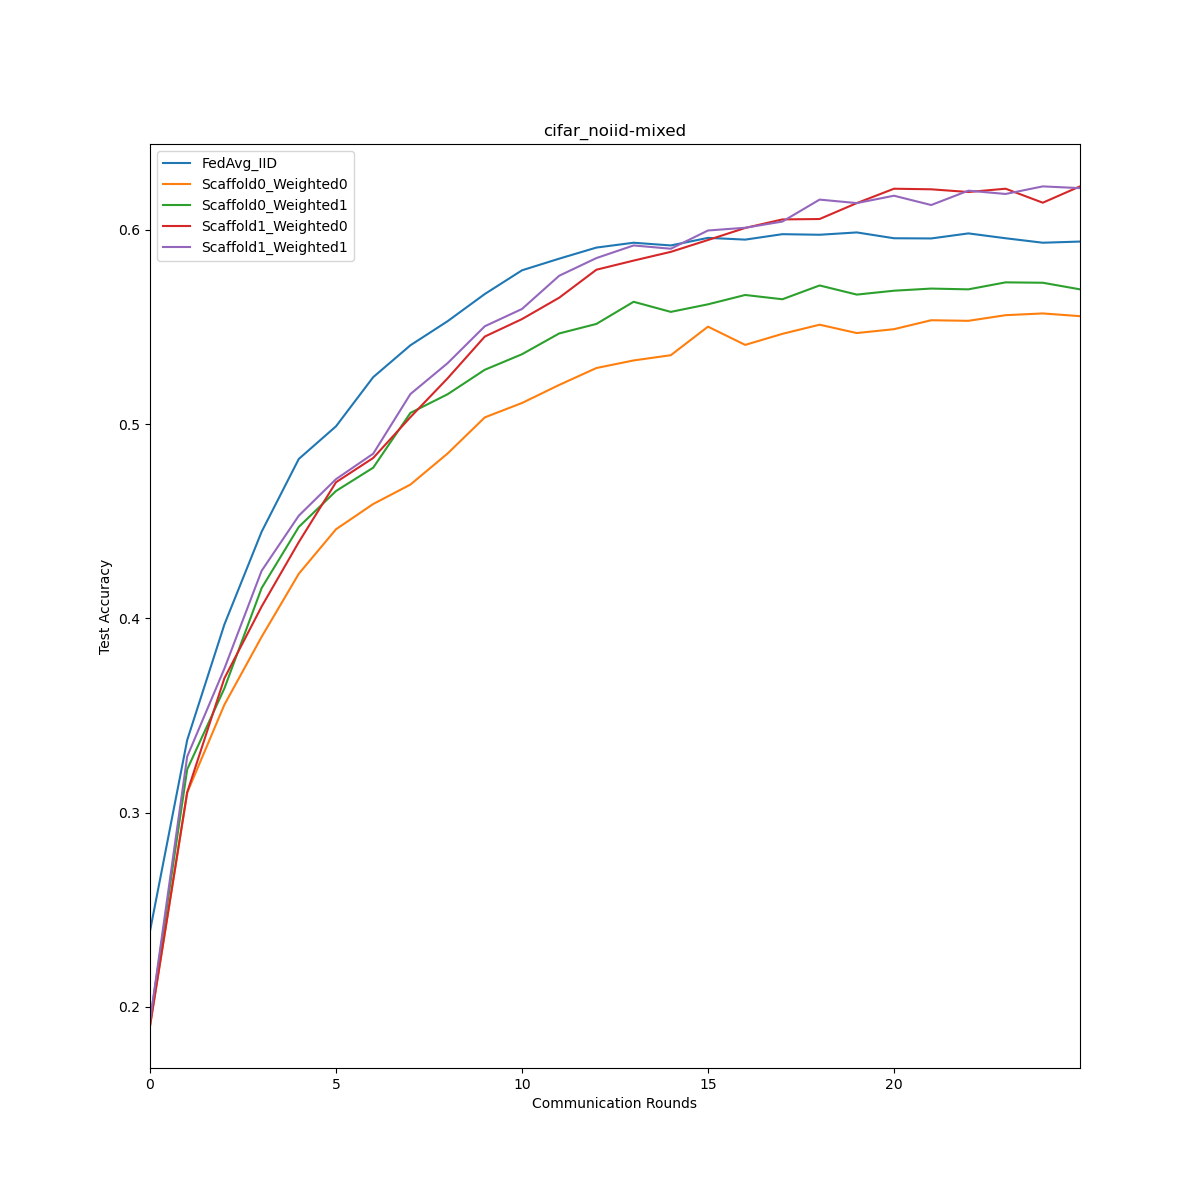 cifar_noiid-mixed
FedAvg_IID
Scaffold0_Weighted0
Scaffold0_Weighted1
Scaffold1_Weighted0
Scaffold1_Weighted1
0.6
0.5
0.4
0.3
0.2
Test Accuracy
0 5 10 15 20
Communication Rounds